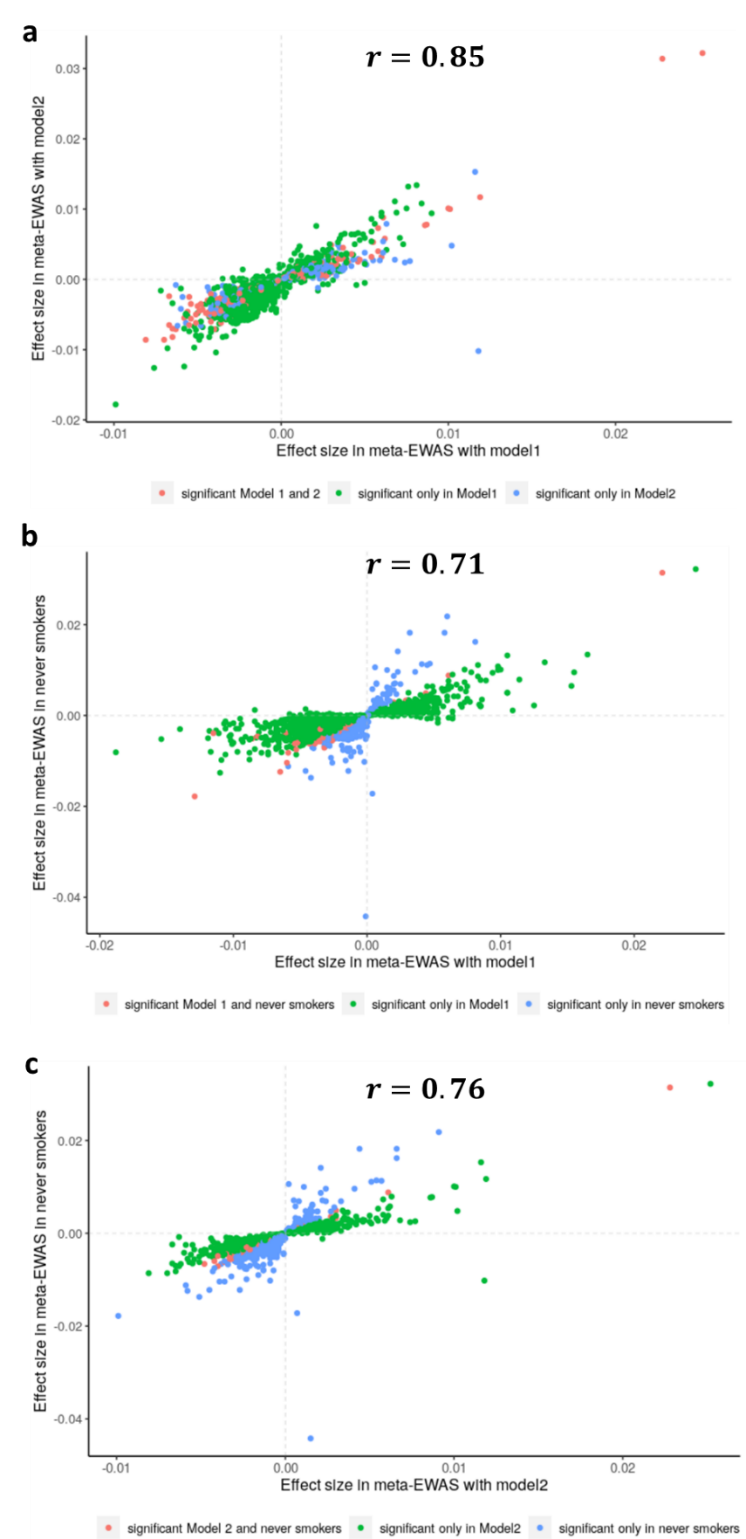 a
r = 0.85
Effect size in meta-EWAS with model2
0.03
0.02
0.01
0.00
-0.01
-0.02
-0.01 0.00 0.01 0.02
Effect size in meta-EWAS with model1
significant Model 1 and 2 significant only in Model1 significant only in Model2
b
r = 0.71
Effect size in meta-EWAS in never smokers
0.02
0.00
-0.02
-0.04
-0.02 -0.01 0.00 0.01 0.02
Effect size in meta-EWAS with model1
significant Model 1 and never smokers significant only in Model1 significant only in never smokers
c
r = 0.76
Effect size in meta-EWAS in never smokers
0.02
0.00
-0.02
-0.04
-0.01 0.00 0.01 0.02
Effect size in meta-EWAS with model2
significant Model 2 and never smokers significant only in Model2 significant only in never smokers